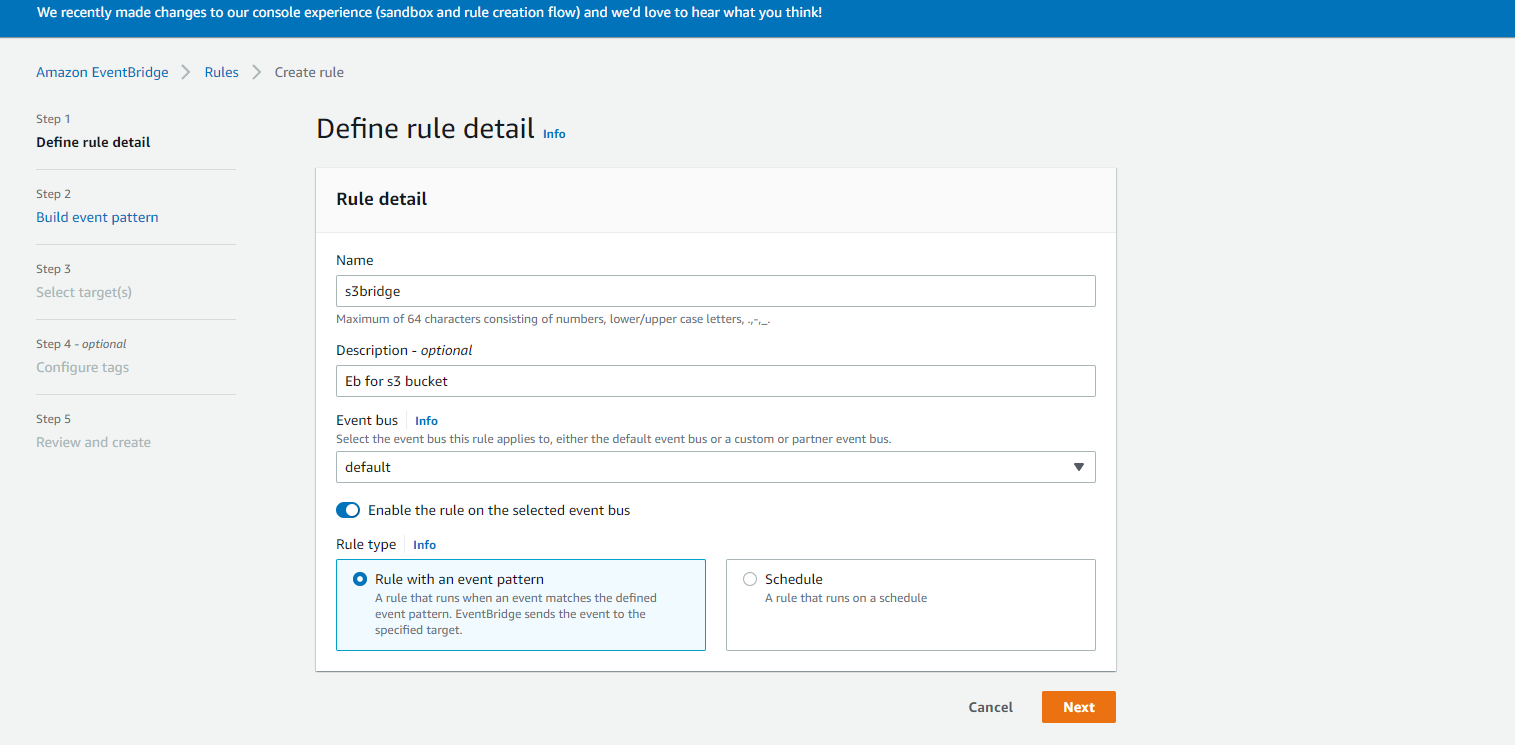 We recently made changes to our console experience (sandbox and rule creation flow) and we'd love to hear what you think!
Amazon EventBridge > Rules > Create rule
Step 1
Define rule detail
Step 2
Build event pattern
Step 3
Select target(s)
Step 4 - optional
Configure tags
Step 5
Review and create
Define rule detail Info
Rule detail
Name
s3bridge
Maximum of 64 characters consisting of numbers, lower/upper case letters, .,-,_.
Description - optional
Eb for s3 bucket
Event bus Info
Select the event bus this rule applies to, either the default event bus or a custom or partner event bus.
default
Enable the rule on the selected event bus
Rule type Info
Rule with an event pattern
A rule that runs when an event matches the defined
event pattern. EventBridge sends the event to the
specified target.
Schedule
A rule that runs on a schedule
Cancel
Next